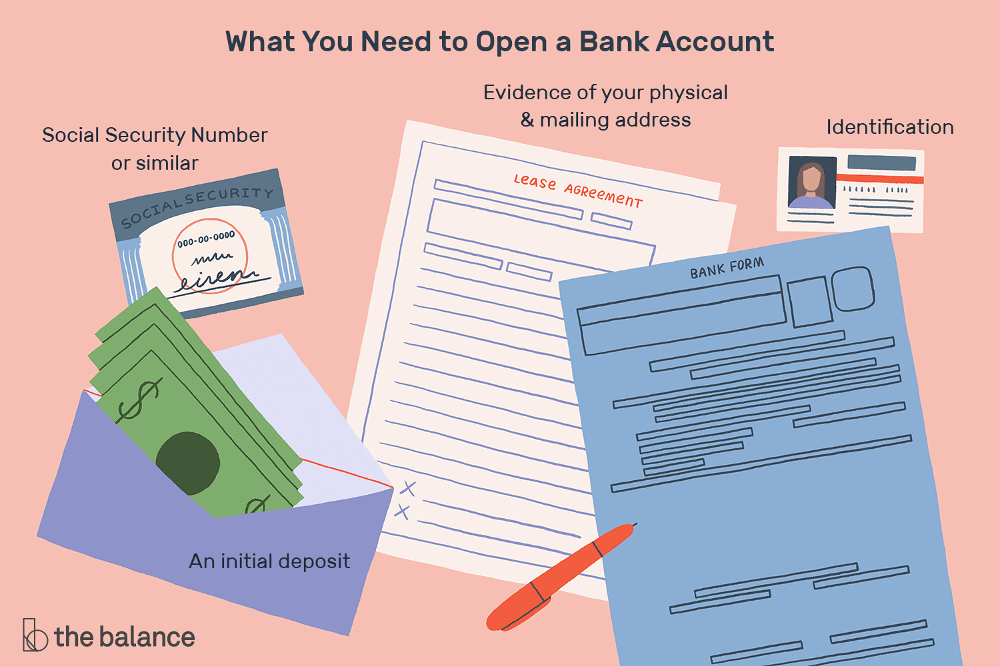 What You Need to Open a Bank Account
Evidence of your physical
& mailing address
Identification
Social Security Number
or similar
SOCIAL SECURITY
000-00-0000
LEASE AGREEMENT
BANK FORM
An initial deposit
the balance